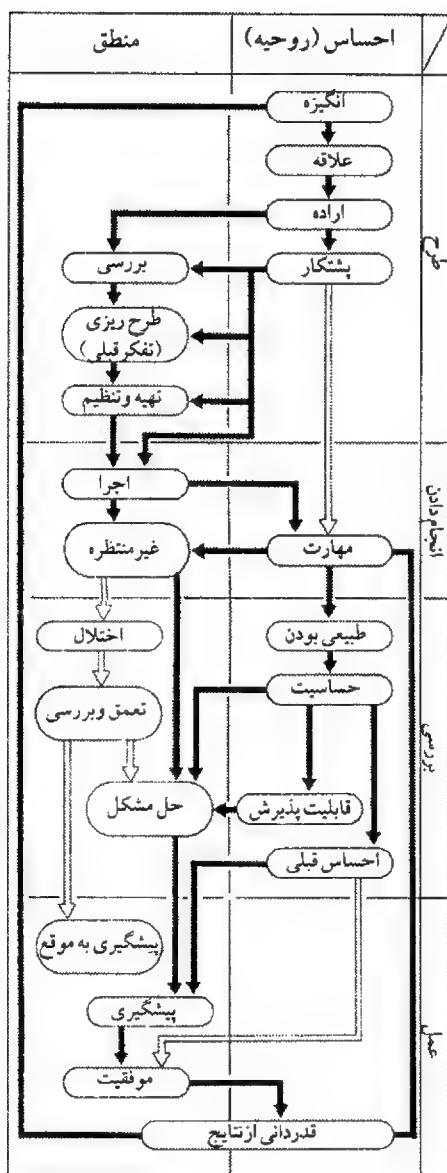 احساس (روحیه)
منطق
انگیزه
علاقه
طرح
اراده
پشتکار
بررسی
طرح ریزی
(تفکر قبلی)
تهیه و تنظیم
انجام دادن
اجرا
مهارت
غیرمنتظره
بررسی
طبیعی بودن
اختلال
حساسیت
تعمق و بررسی
قابلیت پذیرش
حل مشکل
احساس قبلی
عمل
پیشگیری به موقع
پیشگیری
موفقیت
قدردانی از نتایج